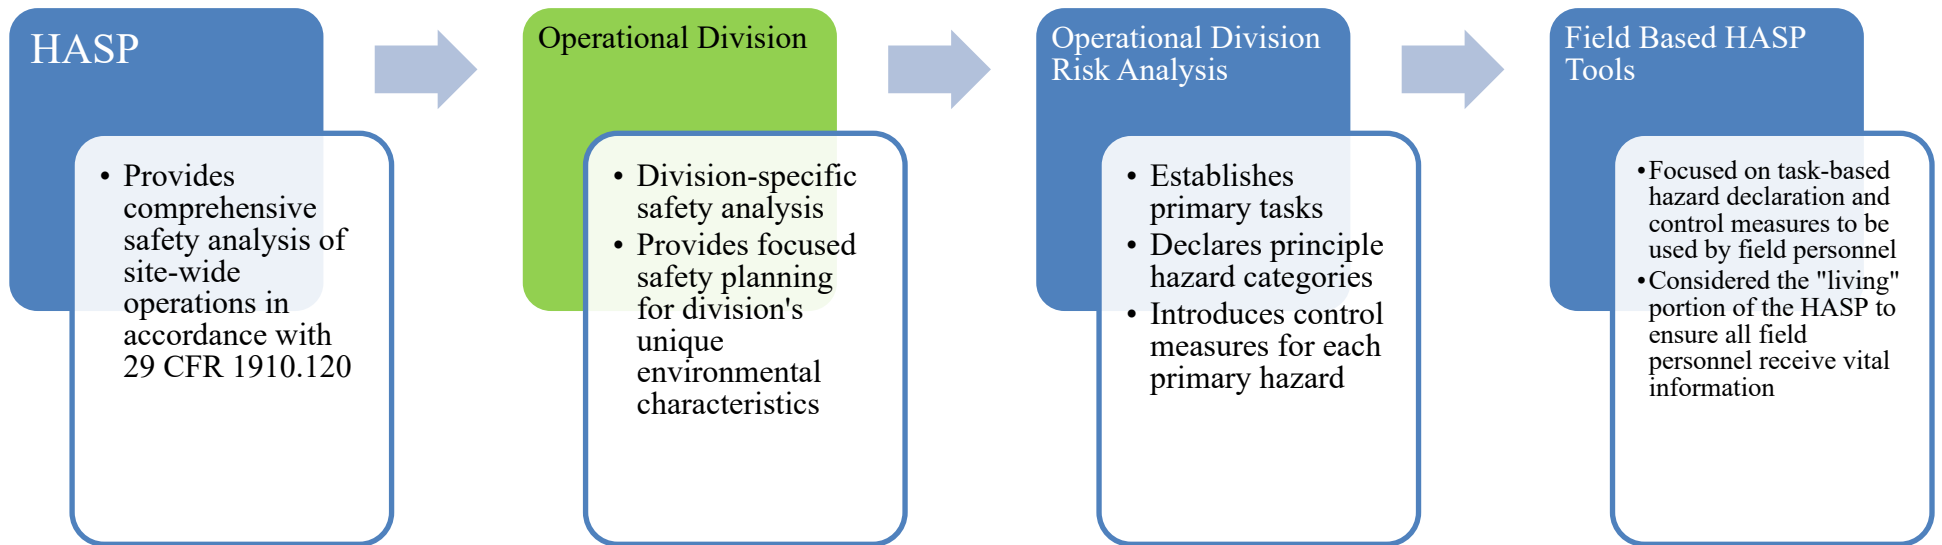 HASP
• Provides
comprehensive
safety analysis of
site-wide
operations in
accordance with
29 CFR 1910.120
Operational Division
• Division-specific
safety analysis
• Provides focused
safety planning
for division's
unique
environmental
characteristics
Operational Division
Risk Analysis
• Establishes
primary tasks
• Declares principle
hazard categories
• Introduces control
measures for each
primary hazard
Field Based HASP
Tools
•Focused on task-based
hazard declaration and
control measures to be
used by field personnel
•Considered the "living"
portion of the HASP to
ensure all field
personnel receive vital
information